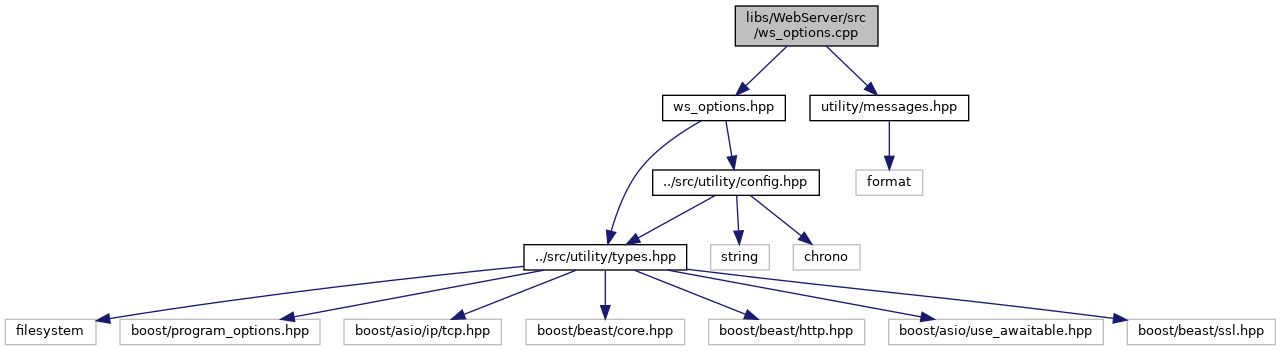 libs/WebServer/src
/ws_options.cpp
ws_options.hpp
utility/messages.hpp
../src/utility/config.hpp
format
../src/utility/types.hpp
string
chrono
filesystem
boost/program_options.hpp
boost/asio/ip/tcp.hpp
boost/beast/core.hpp
boost/beast/http.hpp
boost/asio/use_awaitable.hpp
boost/beast/ssl.hpp